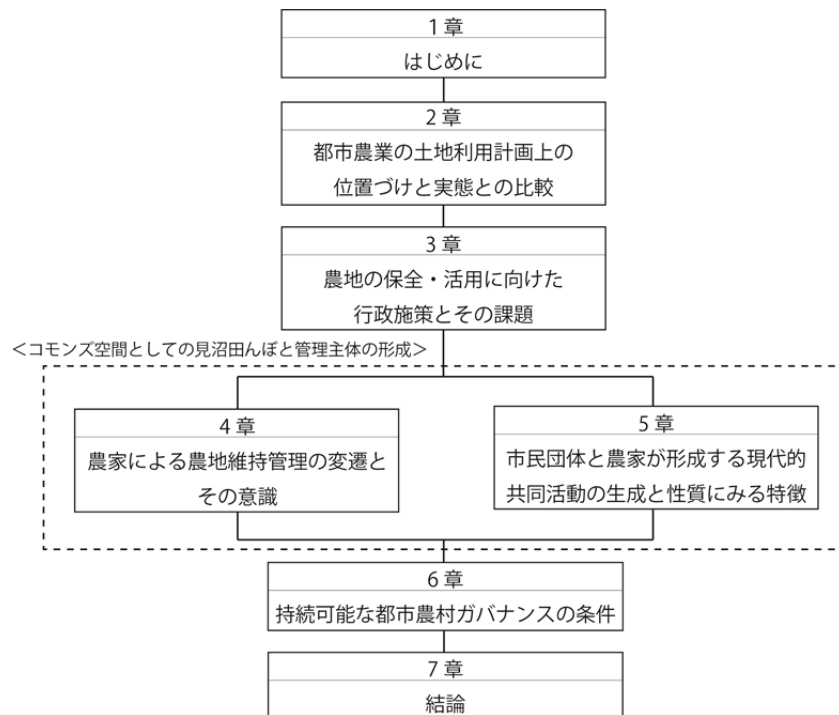 1 章
はじめに
2 章
都市農業の土地利用計画上の
位置づけと実態との比較
3 章
農地の保全・活用に向けた
行政施策とその課題
＜コモンズ空間としての見沼田んぼと管理主体の形成＞
4 章
農家による農地維持管理の変遷と
その意識
5 章
市民団体と農家が形成する現代的
共同活動の生成と性質にみる特徴
6 章
持続可能な都市農村ガバナンスの条件
7 章
結論